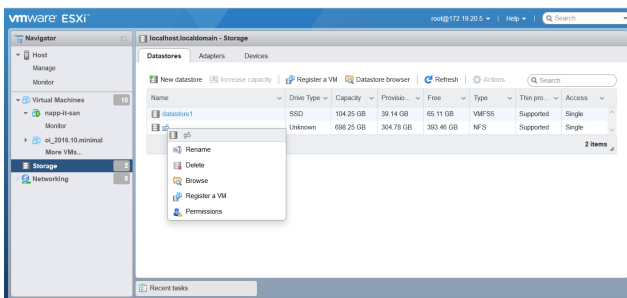 vmware ESXi™
root@172.19.20.5 | Help | Search
Navigator
localhost.localdomain - Storage
Host
Manage
Monitor
Virtual Machines 10
napp-it-san
Monitor
oi_2016.10.minimal
More VMs...
Storage 2
Networking 5
Datastores Adapters Devices
New datastore Increase capacity | Register a VM Datastore browser | Refresh | Actions Search
Name Drive Type Capacity Provisio... Free Type Thin pro... Access
datastore1 SSD 104.25 GB 39.14 GB 65.11 GB VMFS5 Supported Single
g5 Unknown 698.25 GB 304.78 GB 393.46 GB NFS Supported Single
2 items
g5
Rename
Delete
Browse
Register a VM
Permissions
Recent tasks